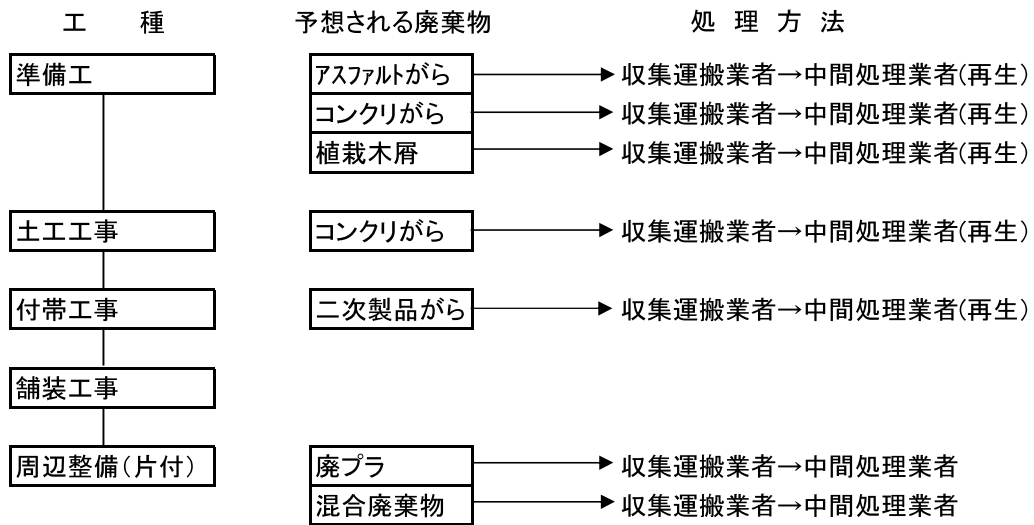 工　　種　　予想される廃棄物　　処 理 方 法
準備工　　アスファルトがら　　収集運搬業者→中間処理業者(再生)
コンクリがら　　収集運搬業者→中間処理業者(再生)
植栽木屑　　収集運搬業者→中間処理業者(再生)
土工工事　　コンクリがら　　収集運搬業者→中間処理業者(再生)
付帯工事　　二次製品がら　　収集運搬業者→中間処理業者(再生)
舗装工事
周辺整備(片付)　　廃プラ　　収集運搬業者→中間処理業者
混合廃棄物　　収集運搬業者→中間処理業者